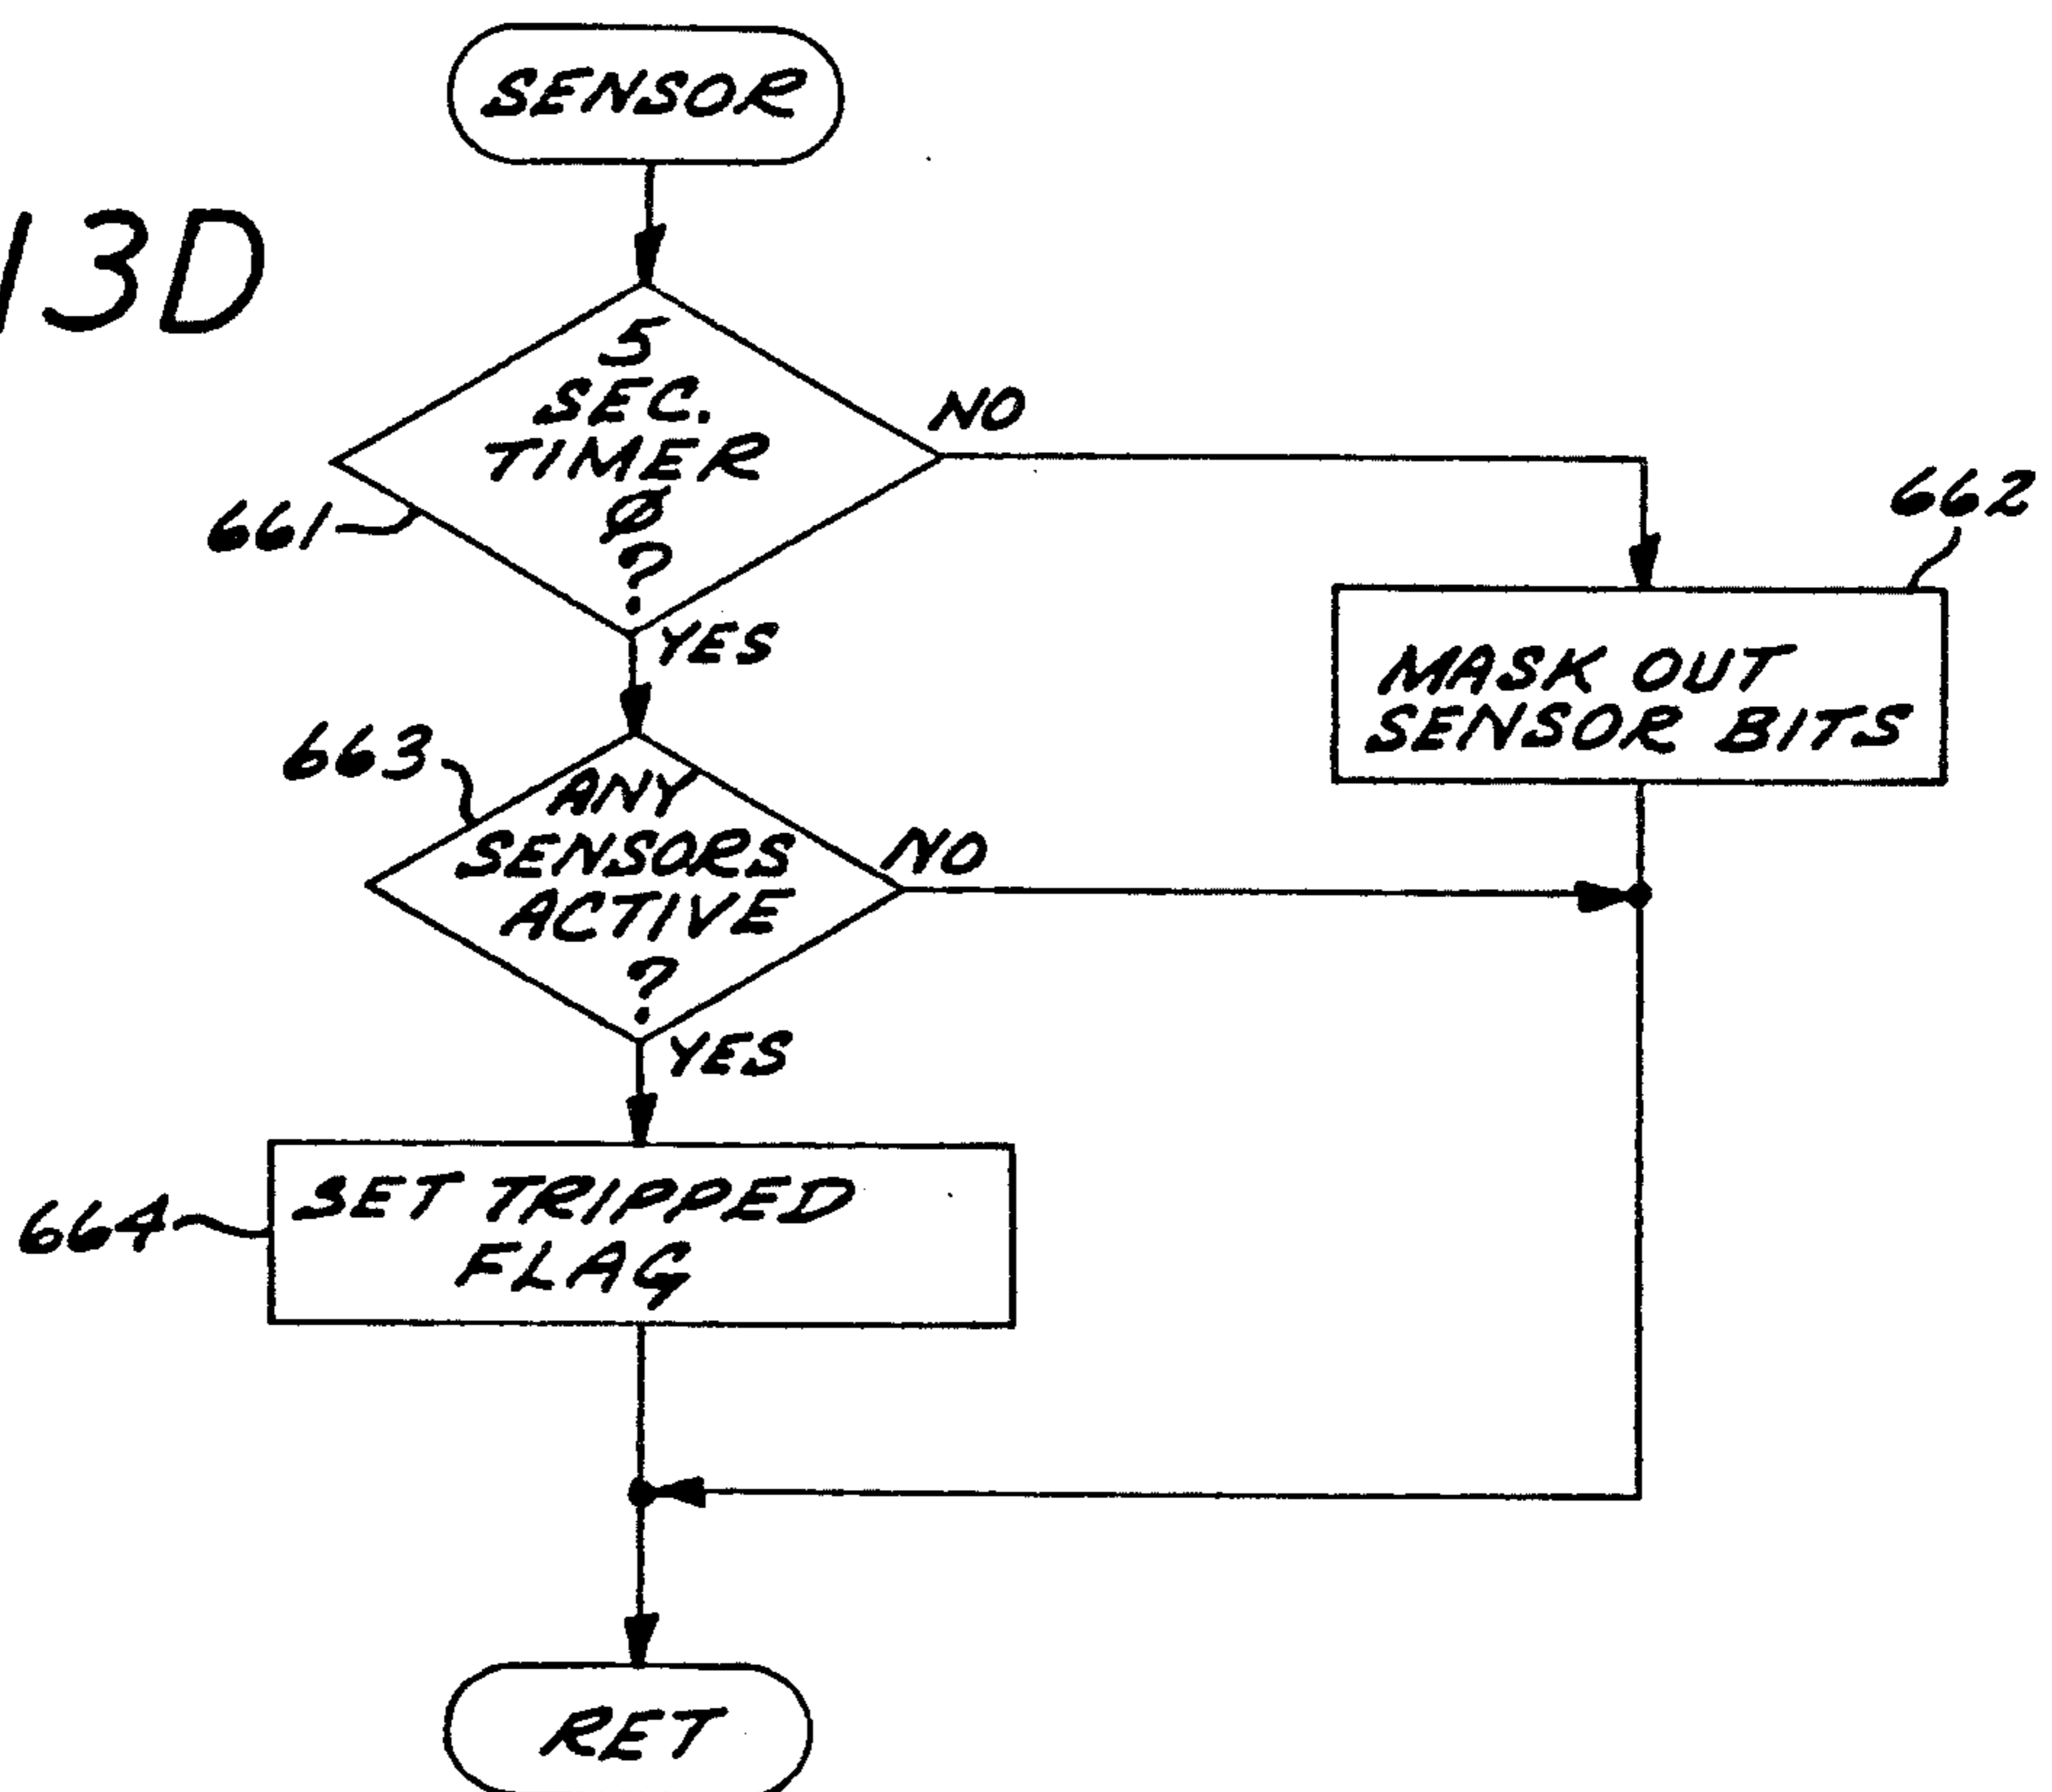 SENSOR
13D
5
SEC.
TIMER
Ø
?
NO
661
YES
662
MASK OUT
SENSOR BITS
663
ANY
SENSORS
ACTIVE
?
NO
YES
664
SET TRIPPED
FLAG
RET